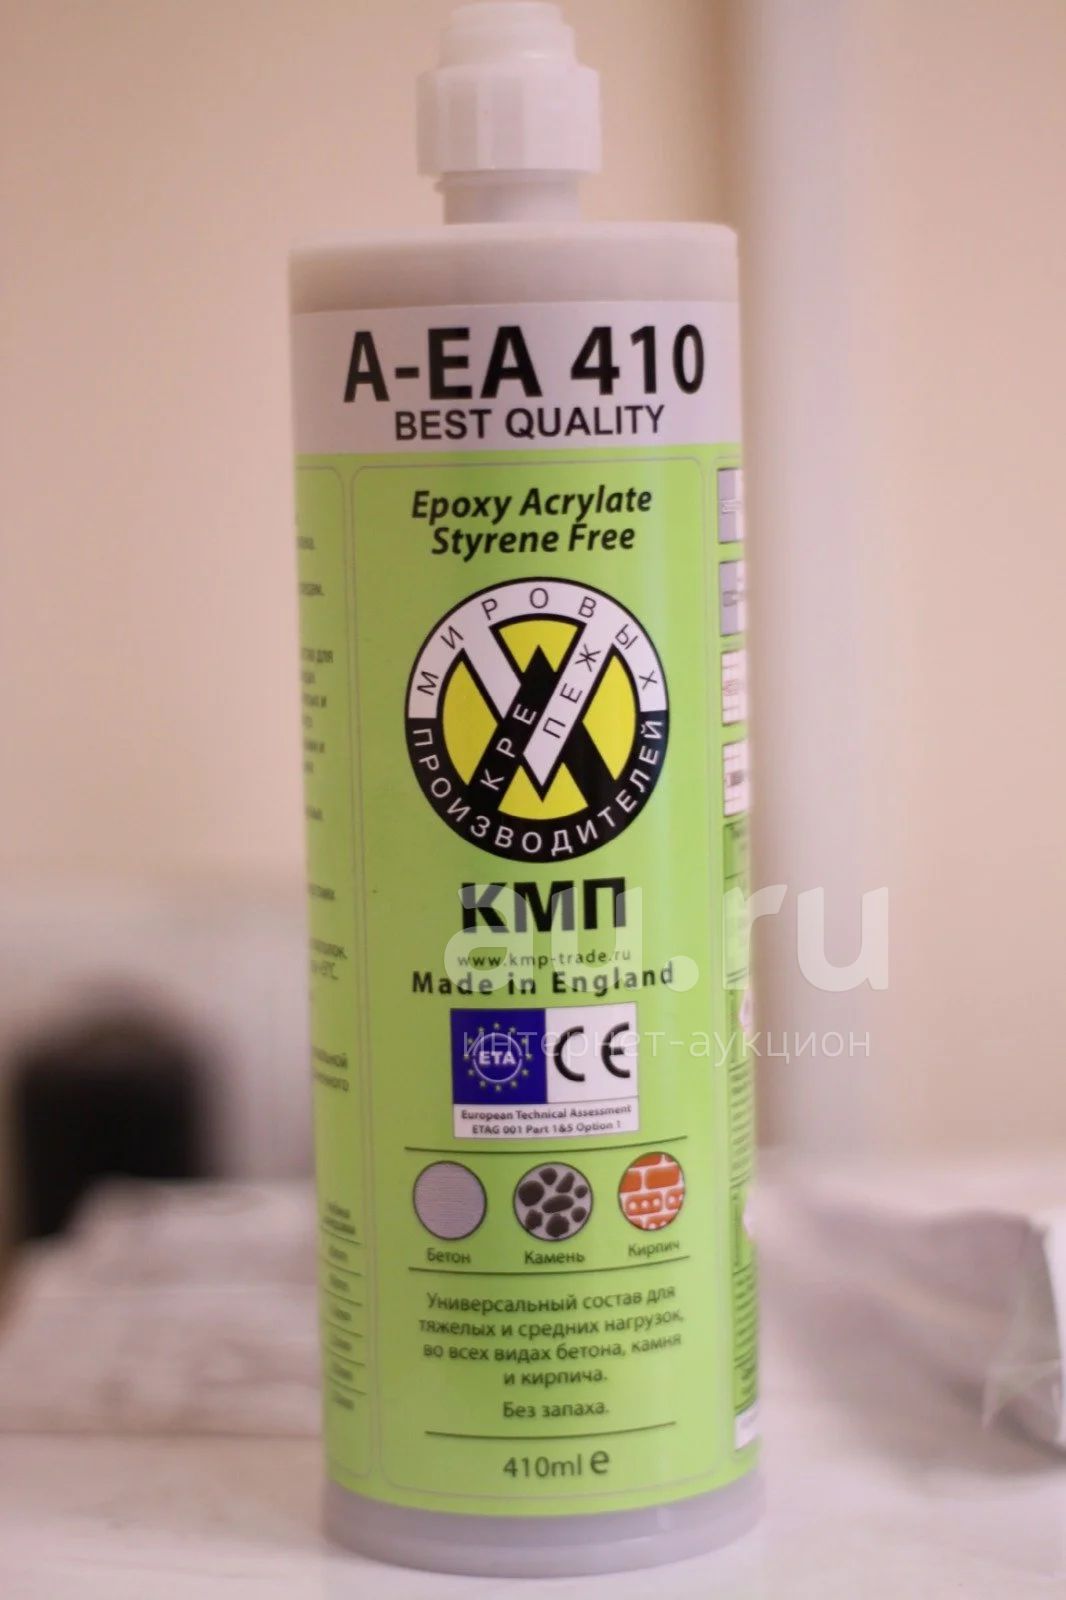 A-EA 410
BEST QUALITY
Epoxy Acrylate
Styrene Free
МИРОВЫХ
КРЕПЕЖ
ПРОИЗВОДИТЕЛЕЙ
КМП
www.kmp-trade.ru
Made in England
au.ru
интернет-аукцион
ETA
CE
European Technical Assessment
ETAG 001 Part 1&5 Option 1
Бетон
Камень
Кирпич
Универсальный состав для
тяжелых и средних нагрузок,
во всех видах бетона, камня
и кирпича.
Без запаха.
410ml e